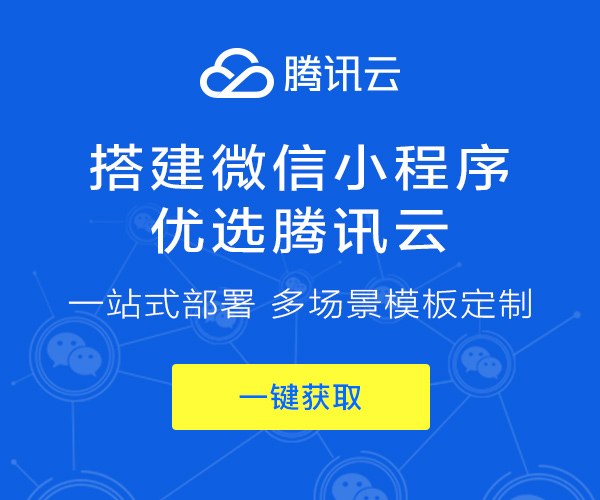 腾讯云
搭建微信小程序
优选腾讯云
一站式部署 多场景模板定制
一键获取